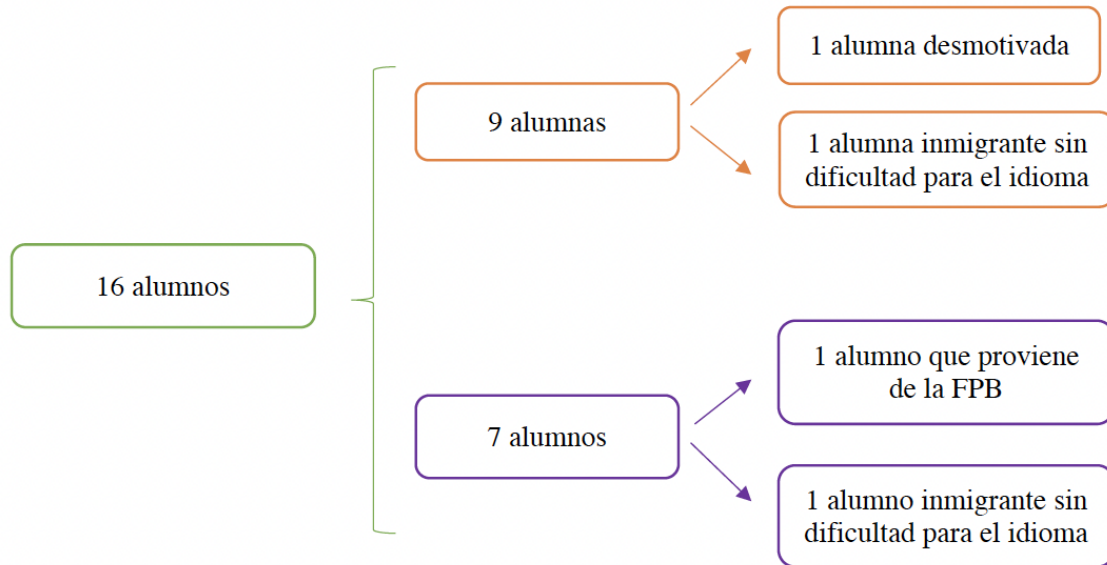 16 alumnos
9 alumnas
1 alumna desmotivada
1 alumna inmigrante sin
dificultad para el idioma
7 alumnos
1 alumno que proviene
de la FPB
1 alumno inmigrante sin
dificultad para el idioma